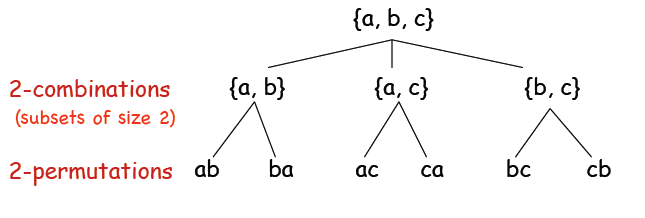 {a, b, c}
2-combinations {a, b} {a, c} {b, c}
(subsets of size 2)
2-permutations ab ba ac ca bc cb